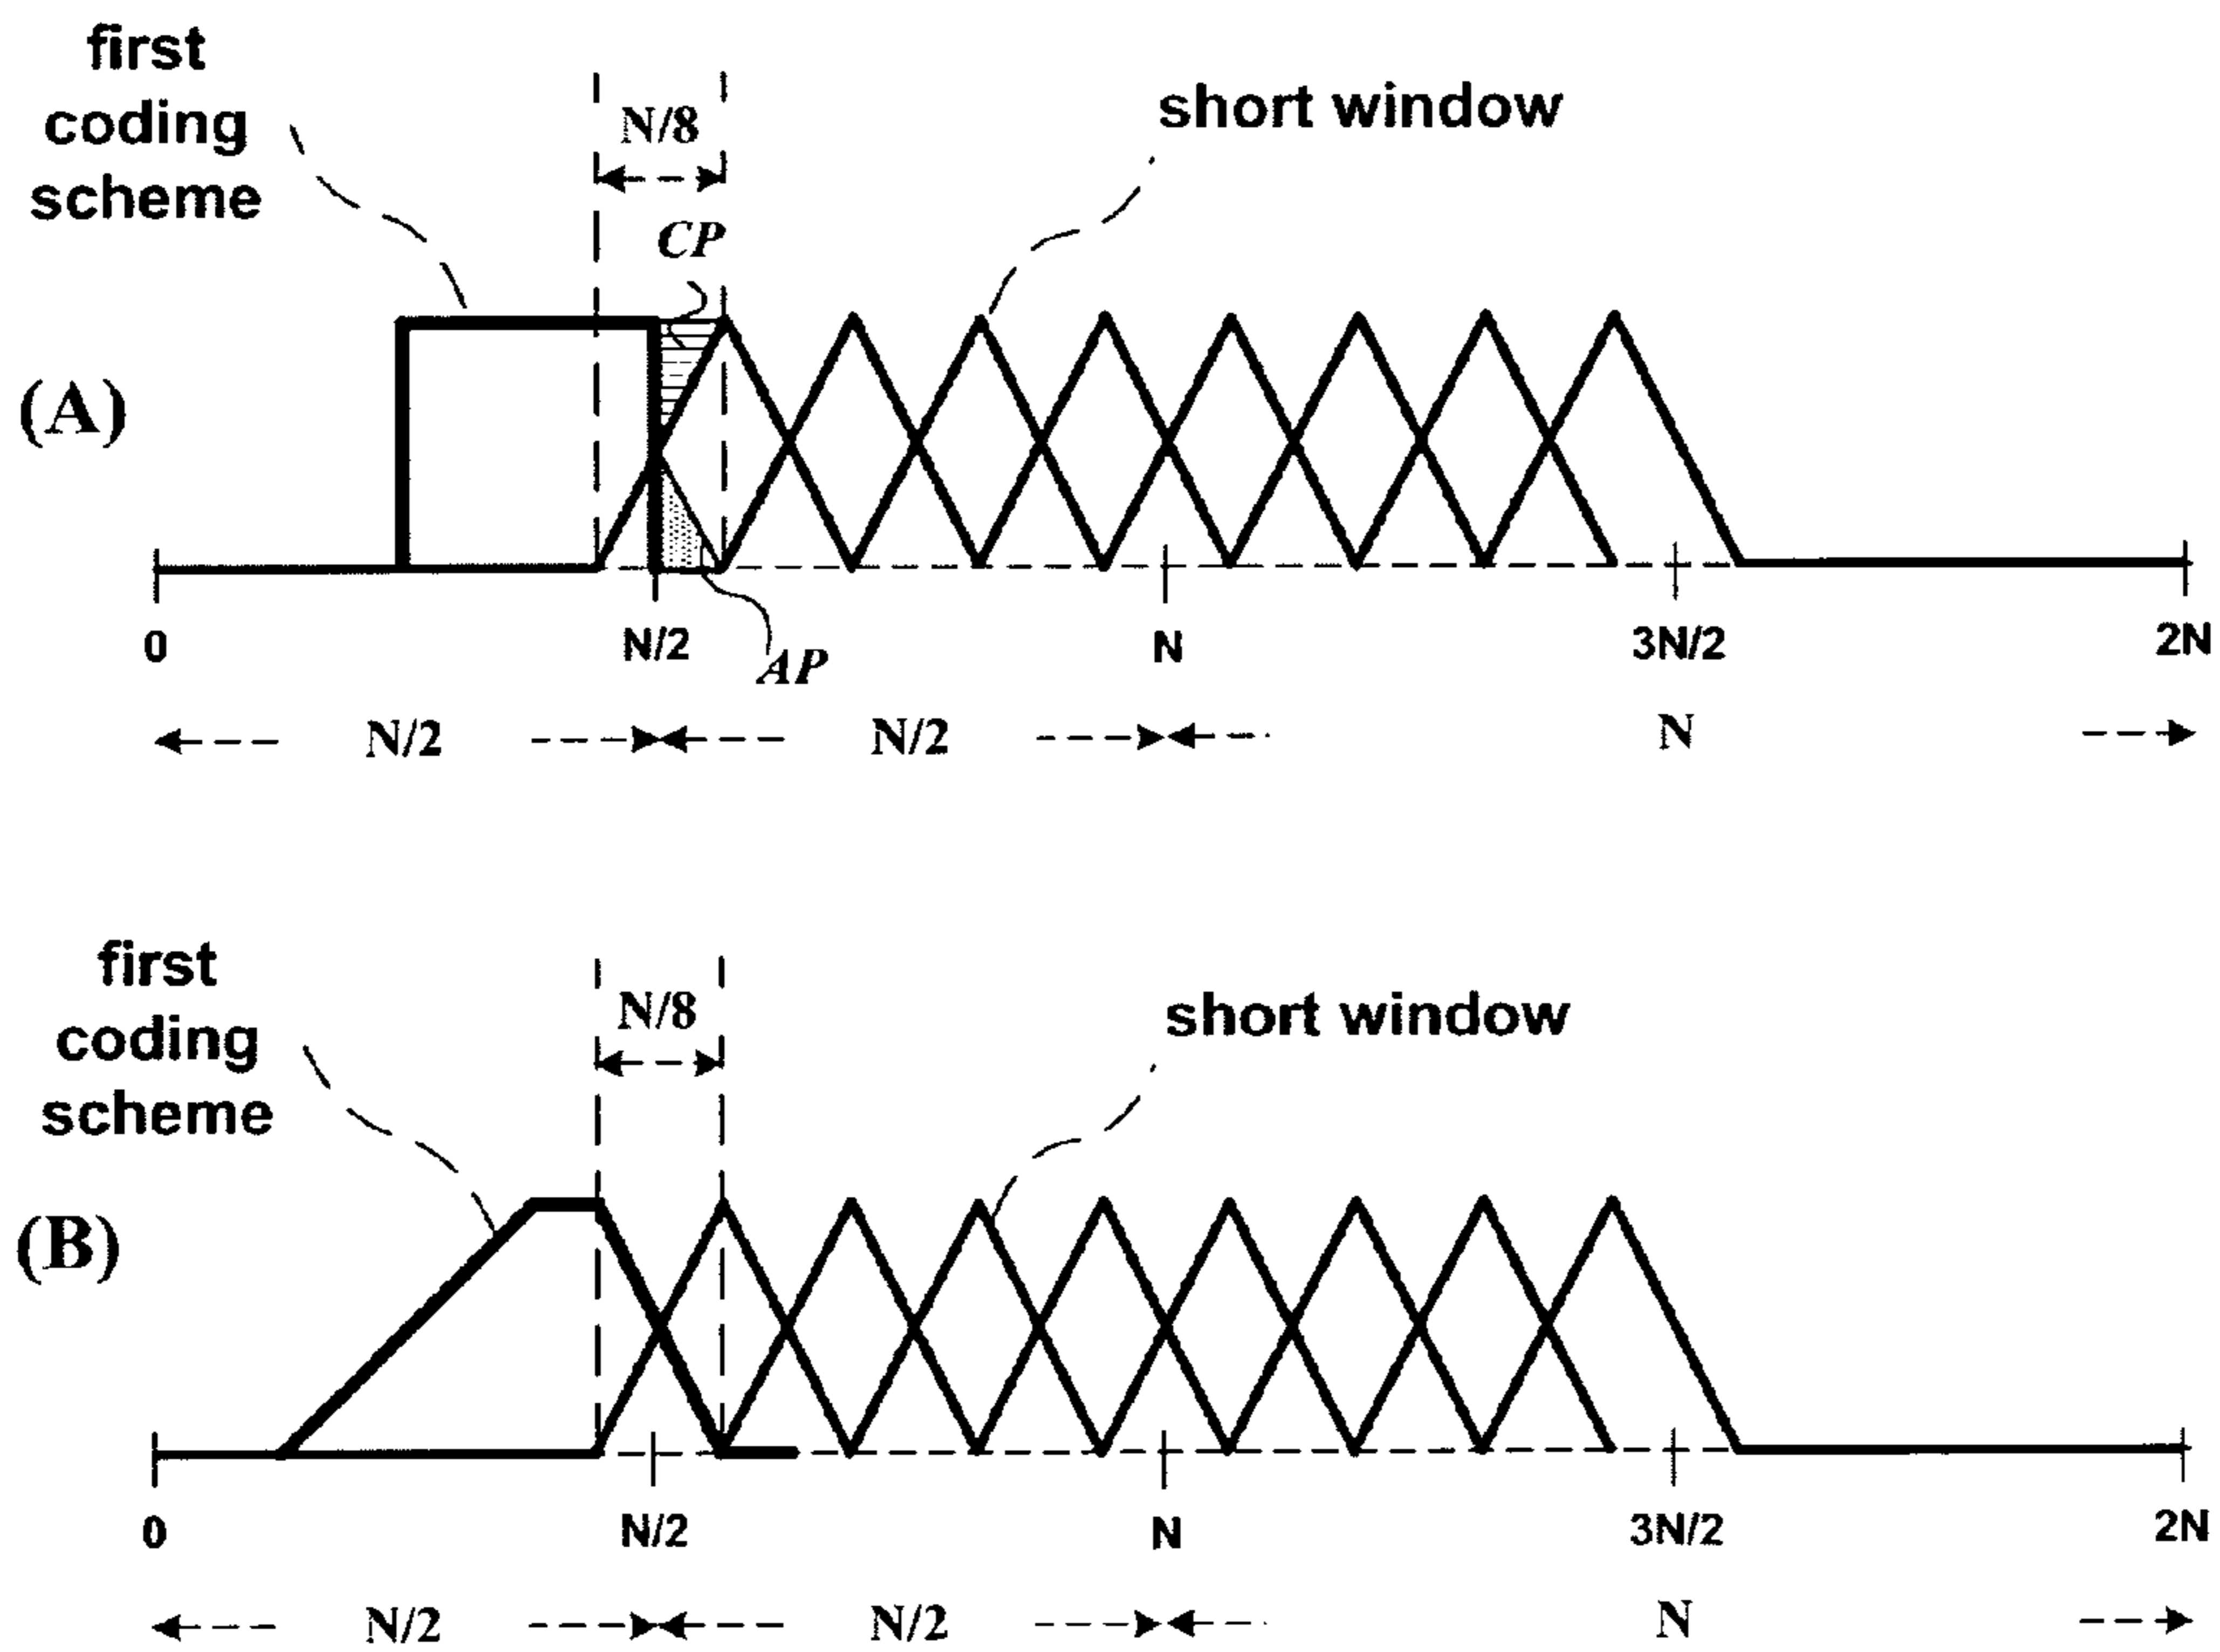 first
coding
scheme
N/8
short window
CP
(A)
0
N/2
AP
N
3N/2
2N
N/2
N/2
N
first
coding
scheme
N/8
short window
(B)
0
N/2
N
3N/2
2N
N/2
N/2
N